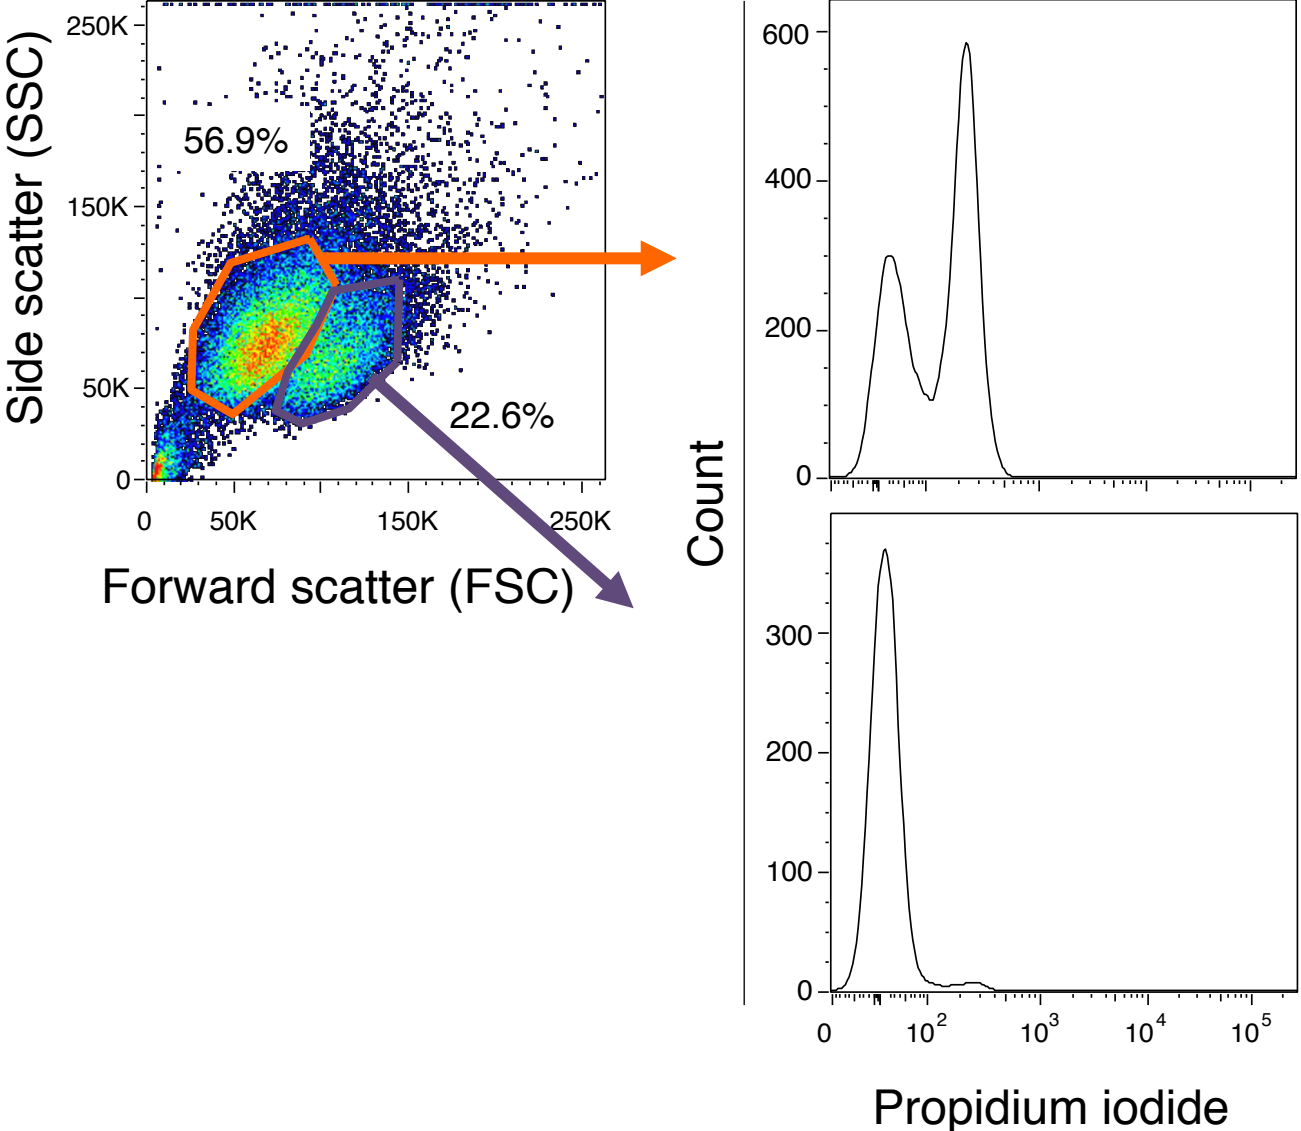 Side scatter (SSC)
250K
150K
50K
0
56.9%
22.6%
0 50K 150K 250K
Forward scatter (FSC)
Count
600
400
200
0
300
200
100
0
0 10² 10³ 10⁴ 10⁵
Propidium iodide